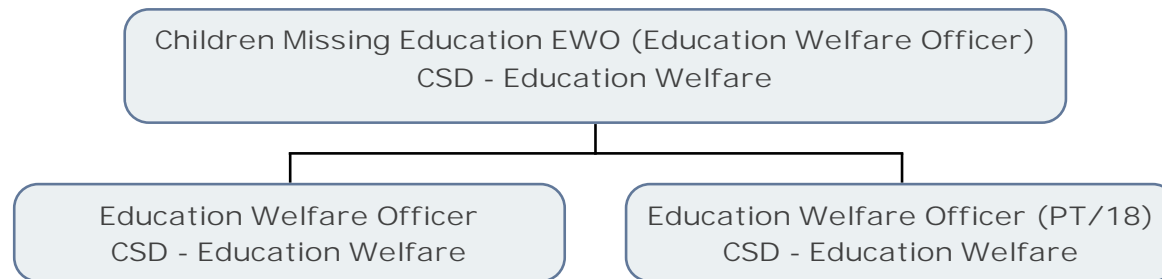 Children Missing Education EWO (Education Welfare Officer)
CSD - Education Welfare
Education Welfare Officer
CSD - Education Welfare
Education Welfare Officer (PT/18)
CSD - Education Welfare